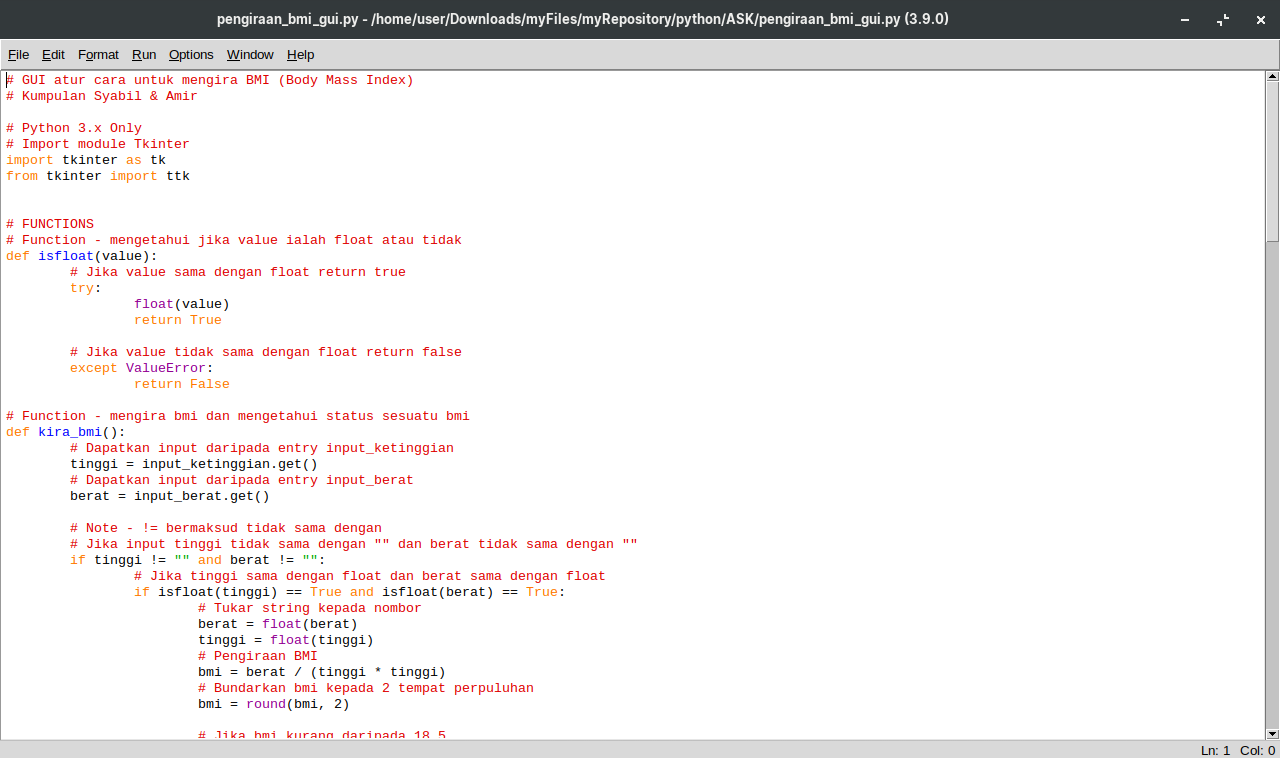 pengiraan_bmi_gui.py - /home/user/Downloads/myFiles/myRepository/python/ASK/pengiraan_bmi_gui.py (3.9.0)
File Edit Format Run Options Window Help
# GUI atur cara untuk mengira BMI (Body Mass Index)
# Kumpulan Syabil & Amir

# Python 3.x Only
# Import module Tkinter
import tkinter as tk
from tkinter import ttk


# FUNCTIONS
# Function - mengetahui jika value ialah float atau tidak
def isfloat(value):
        # Jika value sama dengan float return true
        try:
                float(value)
                return True

        # Jika value tidak sama dengan float return false
        except ValueError:
                return False

# Function - mengira bmi dan mengetahui status sesuatu bmi
def kira_bmi():
        # Dapatkan input daripada entry input_ketinggian
        tinggi = input_ketinggian.get()
        # Dapatkan input daripada entry input_berat
        berat = input_berat.get()

        # Note - != bermaksud tidak sama dengan
        # Jika input tinggi tidak sama dengan "" dan berat tidak sama dengan ""
        if tinggi != "" and berat != "":
                # Jika tinggi sama dengan float dan berat sama dengan float
                if isfloat(tinggi) == True and isfloat(berat) == True:
                        # Tukar string kepada nombor
                        berat = float(berat)
                        tinggi = float(tinggi)
                        # Pengiraan BMI
                        bmi = berat / (tinggi * tinggi)
                        # Bundarkan bmi kepada 2 tempat perpuluhan
                        bmi = round(bmi, 2)

                        # Jika bmi kurang daripada 18.5
Ln: 1 Col: 0